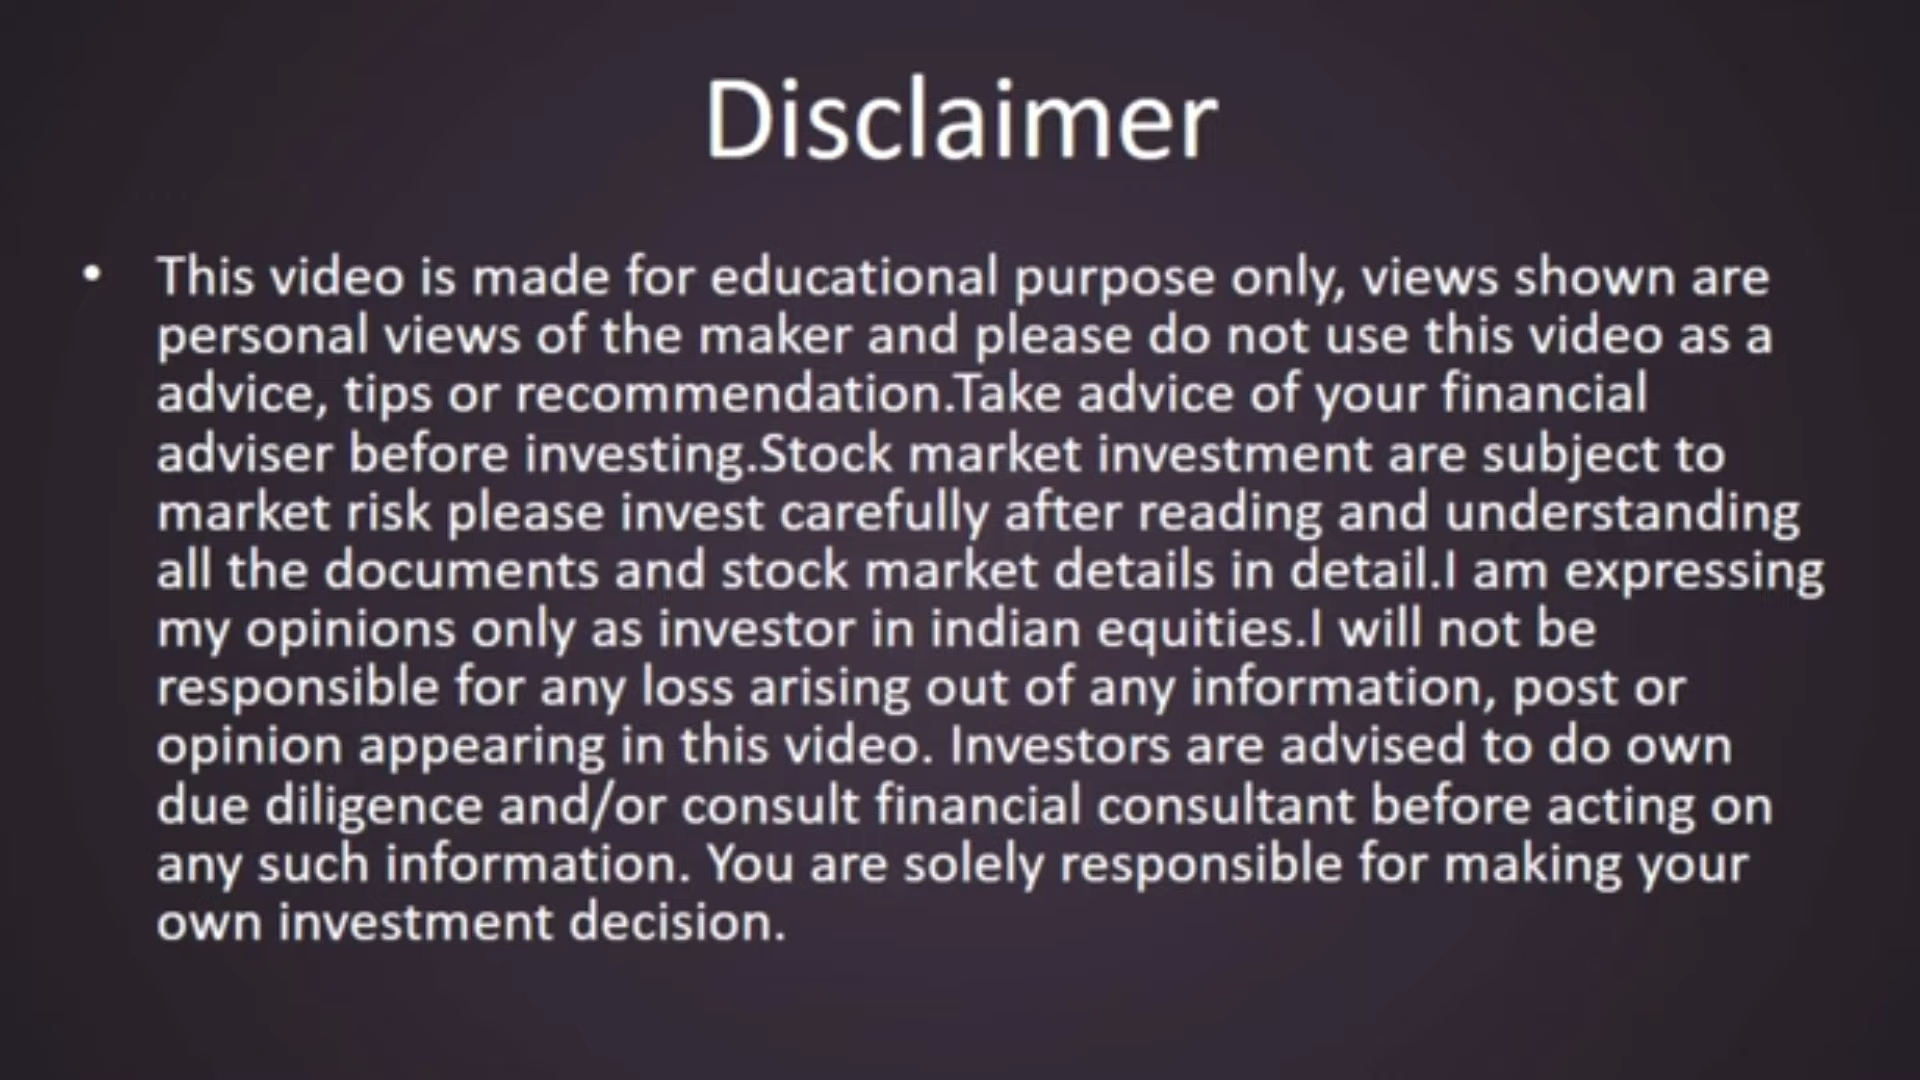 Disclaimer
• This video is made for educational purpose only, views shown are
personal views of the maker and please do not use this video as a
advice, tips or recommendation.Take advice of your financial
adviser before investing.Stock market investment are subject to
market risk please invest carefully after reading and understanding
all the documents and stock market details in detail.I am expressing
my opinions only as investor in indian equities.I will not be
responsible for any loss arising out of any information, post or
opinion appearing in this video. Investors are advised to do own
due diligence and/or consult financial consultant before acting on
any such information. You are solely responsible for making your
own investment decision.